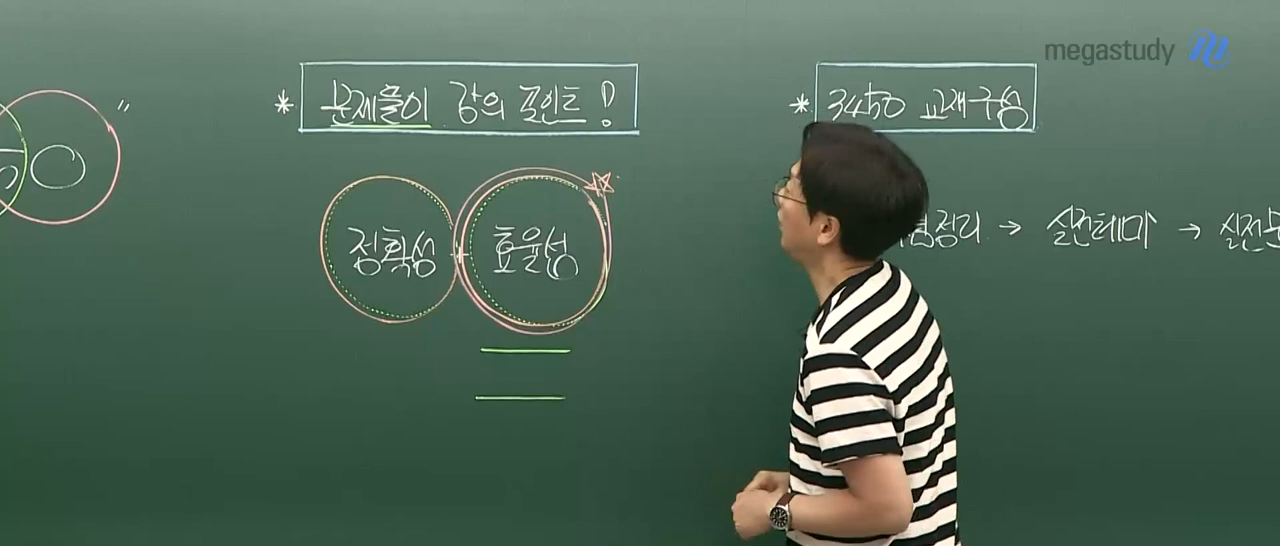 megastudy
* 문제풀이 강의 포인트!
* 3450 교재구성
정확성 + 효율성
정리 → 실전테마 → 실전